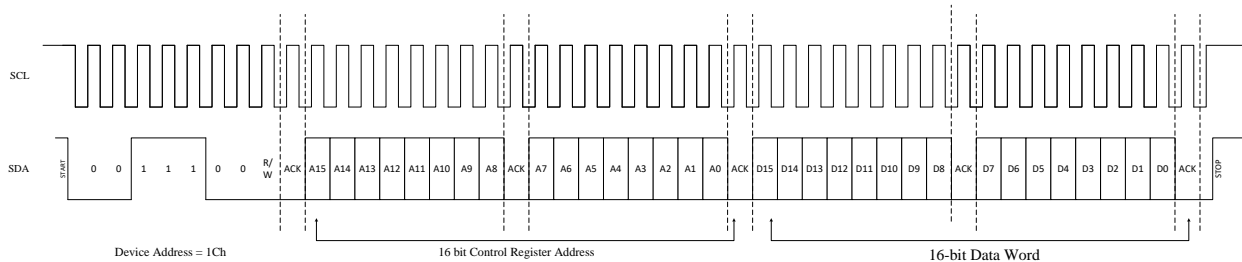 SCL
SDA
START 0 0 1 1 1 0 0 R/W ACK A15 A14 A13 A12 A11 A10 A9 A8 ACK A7 A6 A5 A4 A3 A2 A1 A0 ACK D15 D14 D13 D12 D11 D10 D9 D8 ACK D7 D6 D5 D4 D3 D2 D1 D0 ACK STOP
Device Address = 1Ch 16 bit Control Register Address 16-bit Data Word